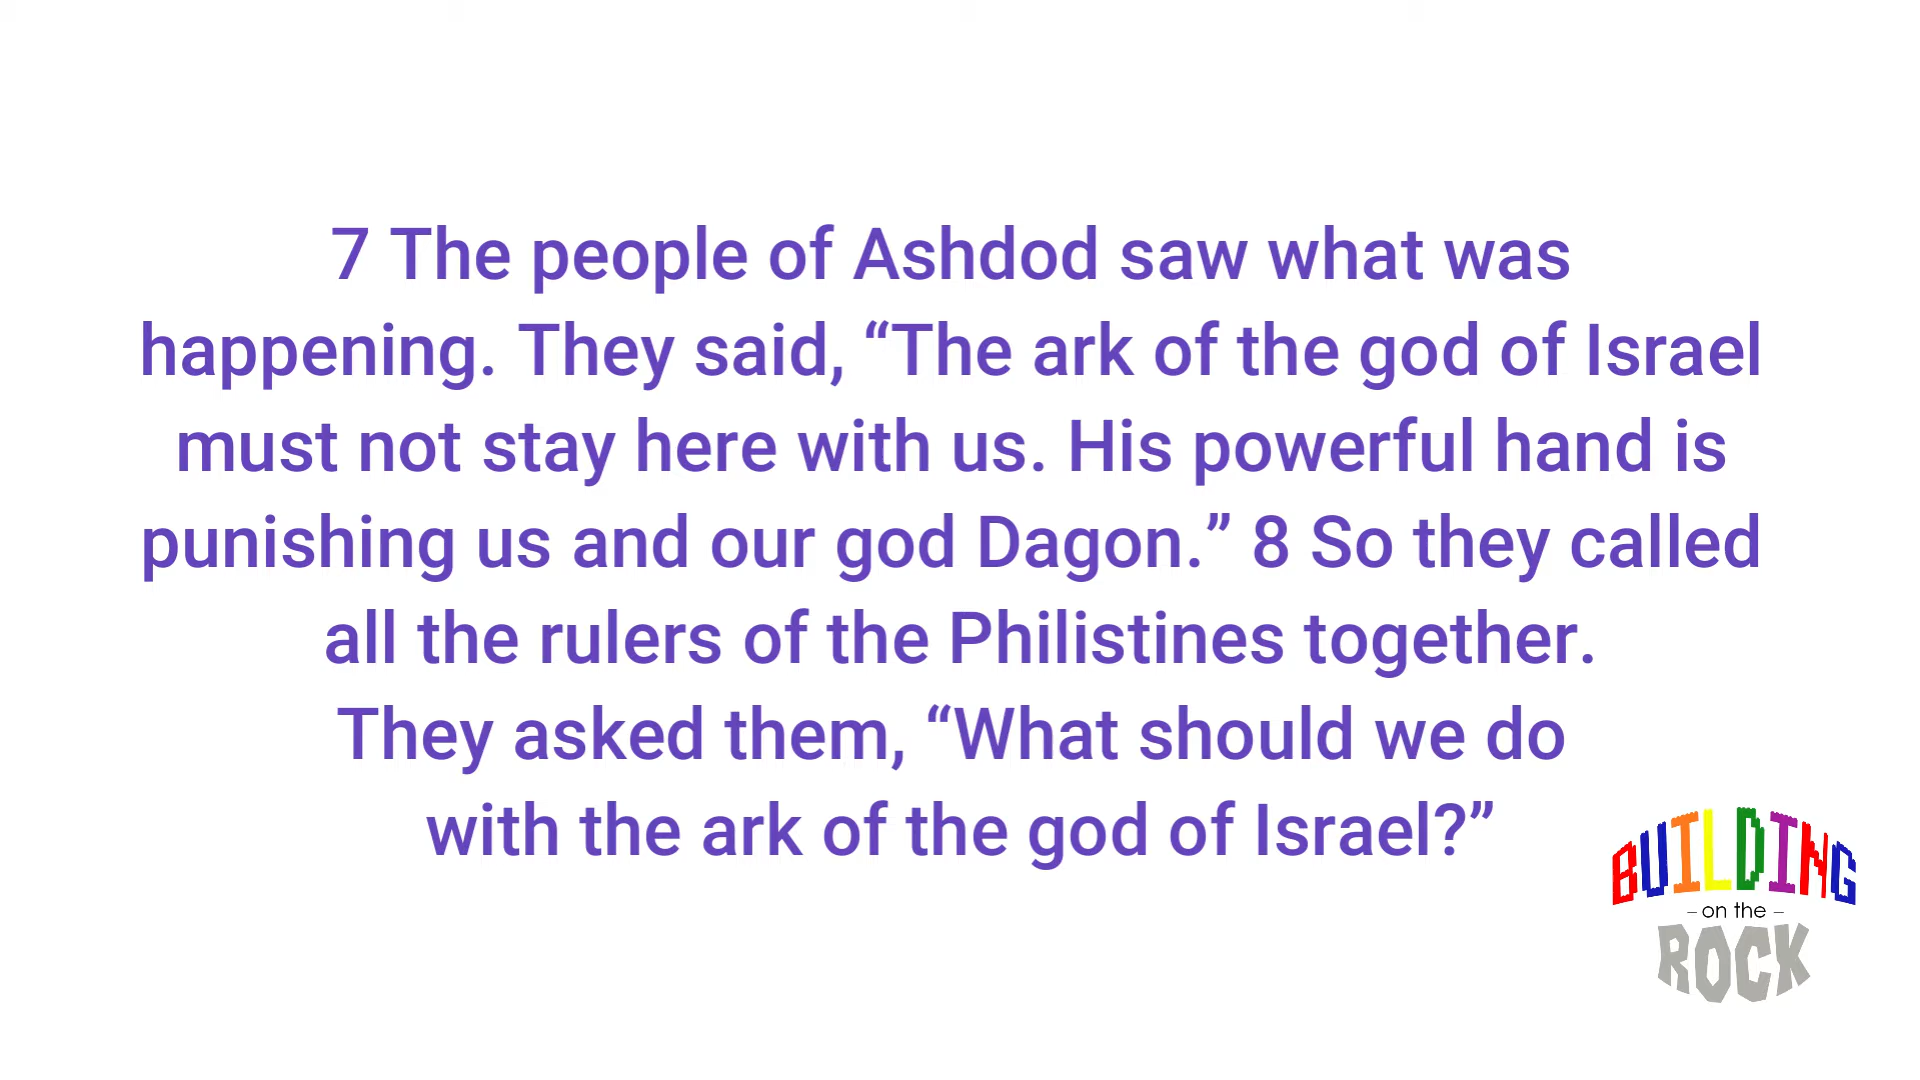 7 The people of Ashdod saw what was
happening. They said, “The ark of the god of Israel
must not stay here with us. His powerful hand is
punishing us and our god Dagon.” 8 So they called
all the rulers of the Philistines together.
They asked them, “What should we do
with the ark of the god of Israel?”
BUILDING
– on the –
ROCK